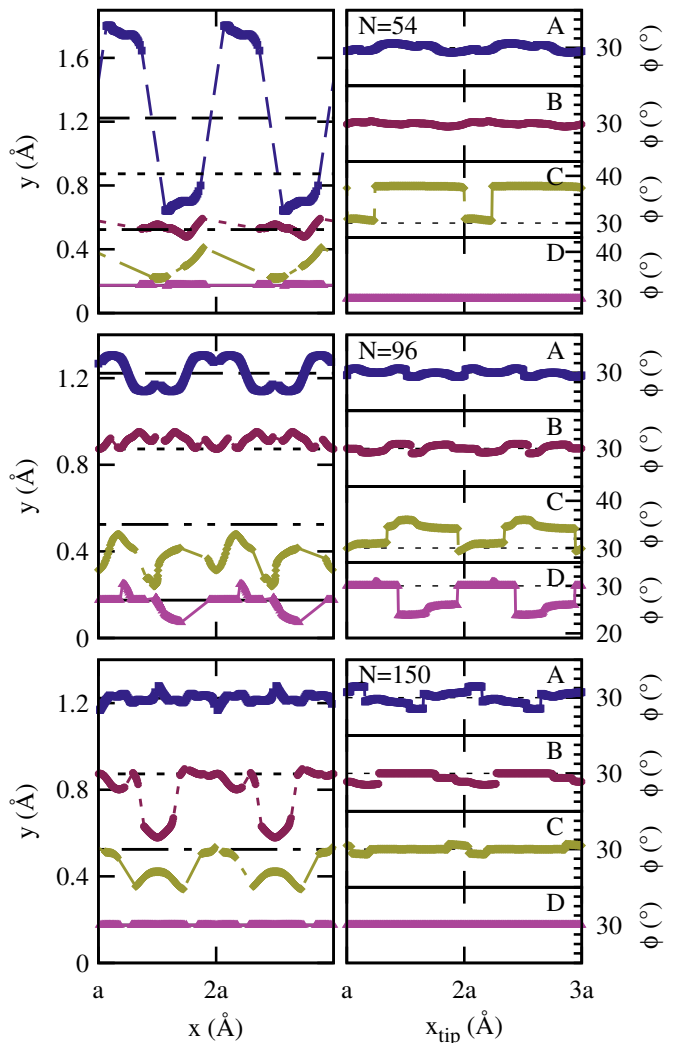 N=54 A
1.6 30 ϕ (°)
y (Å) 1.2 B 30 ϕ (°)
0.8 C 40 ϕ (°)
30
0.4 D 40 ϕ (°)
0 30
N=96 A
1.2 30 ϕ (°)
y (Å) 0.8 B 30 ϕ (°)
C 40 ϕ (°)
0.4 30
D 30 ϕ (°)
0 20
N=150 A
1.2 30 ϕ (°)
y (Å) 0.8 B 30 ϕ (°)
0.4 C 30 ϕ (°)
D 30 ϕ (°)
0
a 2a a 2a 3a
x (Å) x_tip (Å)